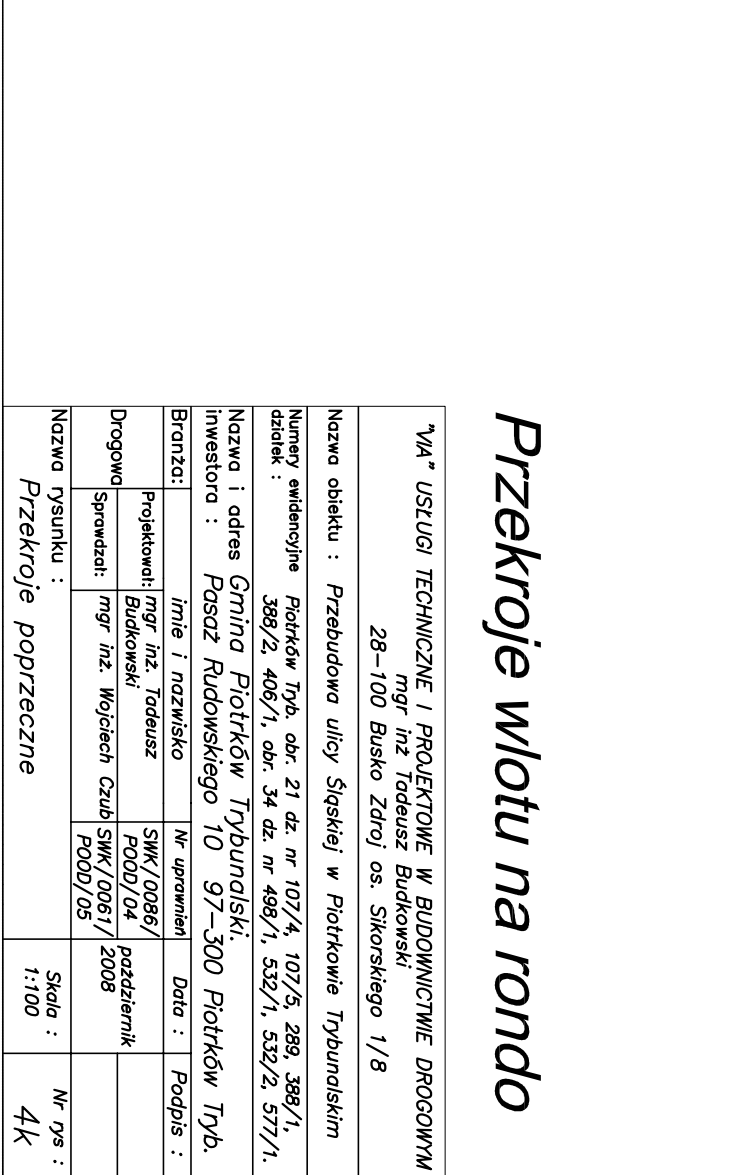 Przekroje wlotu na rondo
"VIA" USŁUGI TECHNICZNE I PROJEKTOWE W BUDOWNICTWIE DROGOWYM
mgr inż Tadeusz Budkowski
28-100 Busko Zdroj os. Sikorskiego 1/8
Nazwa obiektu : Przebudowa ulicy Śląskiej w Piotrkowie Trybunalskim
Numery ewidencyjne działek : Piotrków Tryb. obr. 21 dz. nr 107/4, 107/5, 289, 388/1,
388/2, 406/1, obr. 34 dz. nr 498/1, 532/1, 532/2, 577/1.
Nazwa i adres inwestora : Gmina Piotrków Trybunalski.
Pasaż Rudowskiego 10 97-300 Piotrków Tryb.
Branża: imie i nazwisko Nr uprawnień Data : Podpis :
Drogowa
Projektował: mgr inż. Tadeusz Budkowski SWK/0086/POOD/04
październik 2008
Sprawdzał: mgr inż. Wojciech Czub SWK/0061/POOD/05
Nazwa rysunku :
Przekroje poprzeczne
Skala :
1:100
Nr rys :
4k